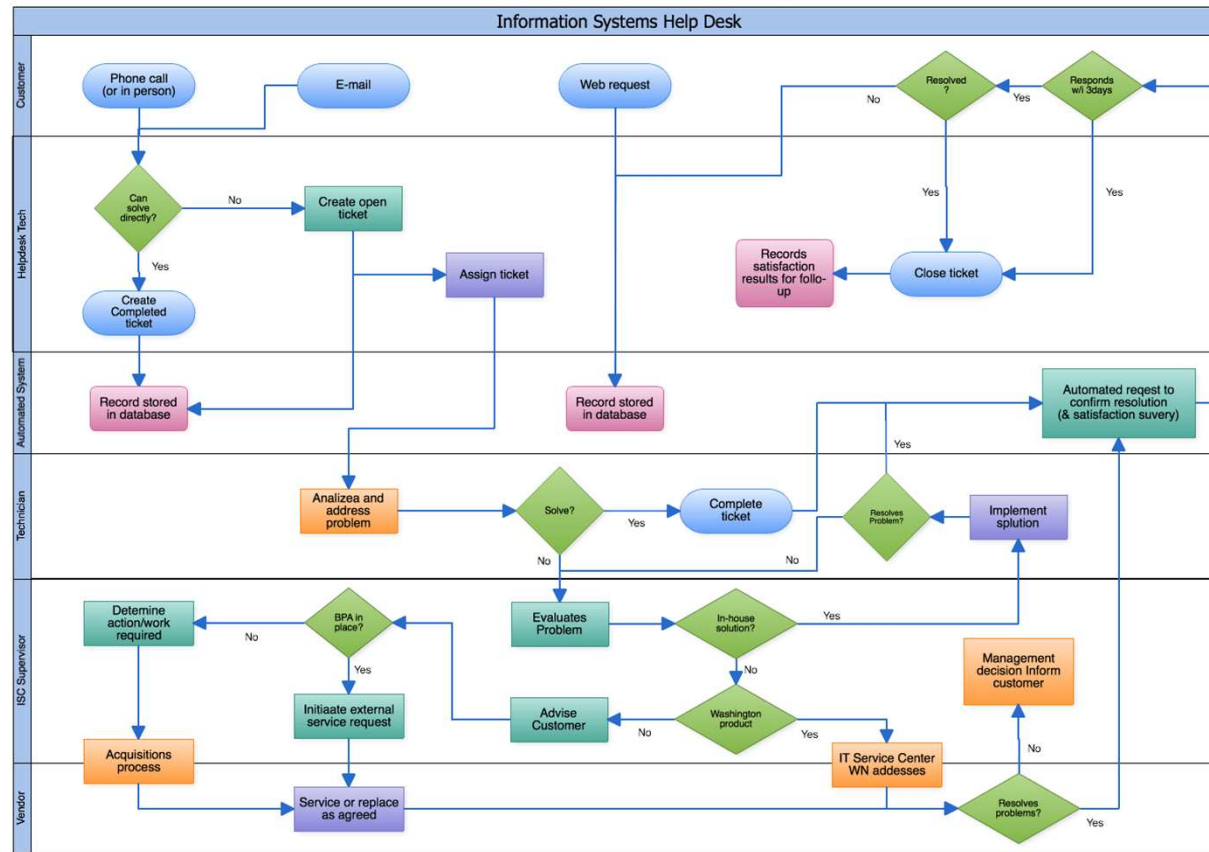 Information Systems Help Desk
Customer
Phone call
(or in person)
E-mail
Web request
Resolved
?
Responds
w/i 3days
No
Yes
Helpdesk Tech
Can
solve
directly?
No
Create open
ticket
Yes
Yes
Yes
Assign ticket
Records
satisfaction
results for follo-
up
Close ticket
Create
Completed
ticket
Automated System
Record stored
in database
Record stored
in database
Automated reqest to
confirm resolution
(& satisfaction suvery)
Yes
Technician
Analizea and
address
problem
Solve?
Yes
Complete
ticket
Resolves
Problem?
Implement
splution
No
No
ISC Supervisor
Detemine
action/work
required
No
BPA in
place?
Yes
Evaluates
Problem
In-house
solution?
Yes
No
Management
decision Inform
customer
Initiaate external
service request
Advise
Customer
No
Washington
product
Yes
No
Acquisitions
process
IT Service Center
WN addesses
Vendor
Service or replace
as agreed
Resolves
problems?
Yes